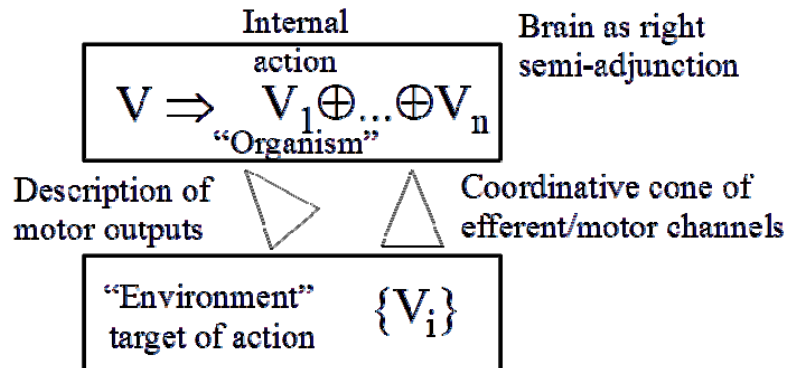 Internal
action
Brain as right
semi-adjunction
V ⇒ V₁⊕...⊕Vₙ
“Organism”
Description of
motor outputs
Coordinative cone of
efferent/motor channels
“Environment”
target of action
{Vᵢ}